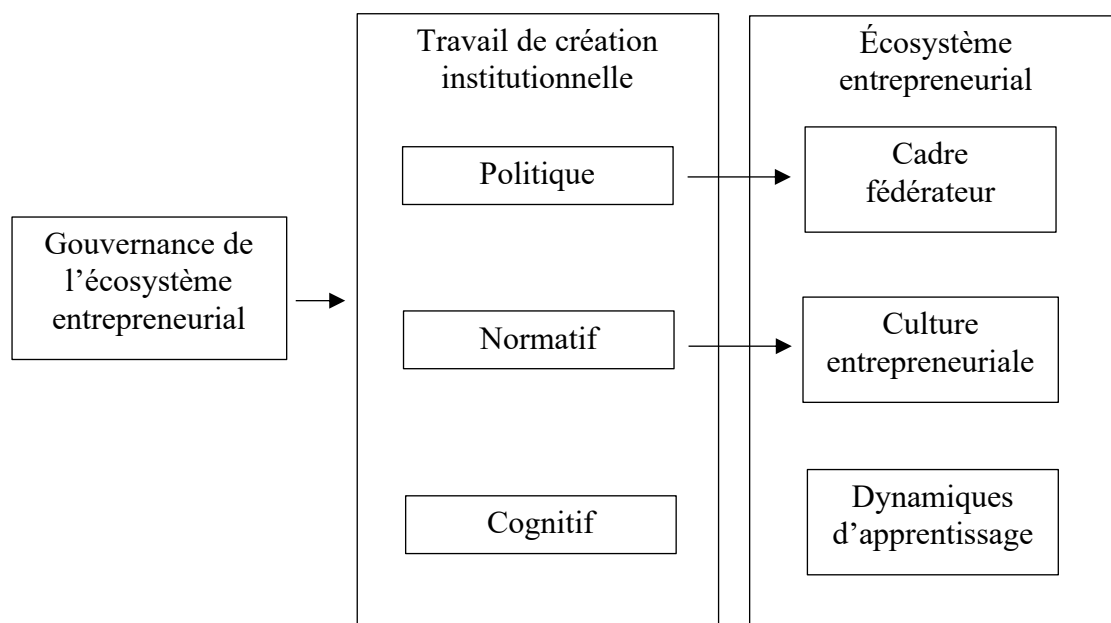 Travail de création
institutionnelle
Écosystème
entrepreneurial
Politique
Cadre
fédérateur
Gouvernance de
l’écosystème
entrepreneurial
Normatif
Culture
entrepreneuriale
Cognitif
Dynamiques
d’apprentissage